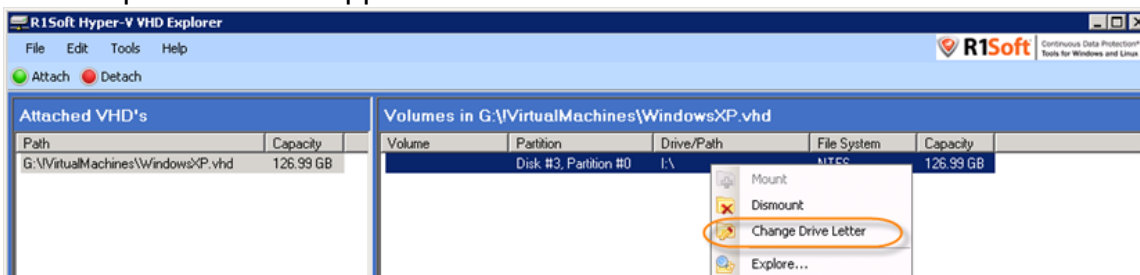 R1Soft Hyper-V VHD Explorer
File Edit Tools Help
R1Soft Continuous Data Protection®
Tools for Windows and Linux
Attach Detach
Attached VHD's
Volumes in G:\!VirtualMachines\WindowsXP.vhd
Path Capacity
Volume Partition Drive/Path File System Capacity
G:\!VirtualMachines\WindowsXP.vhd 126.99 GB
Disk #3, Partition #0 I:\ NTFS 126.99 GB
Mount
Dismount
Change Drive Letter
Explore...